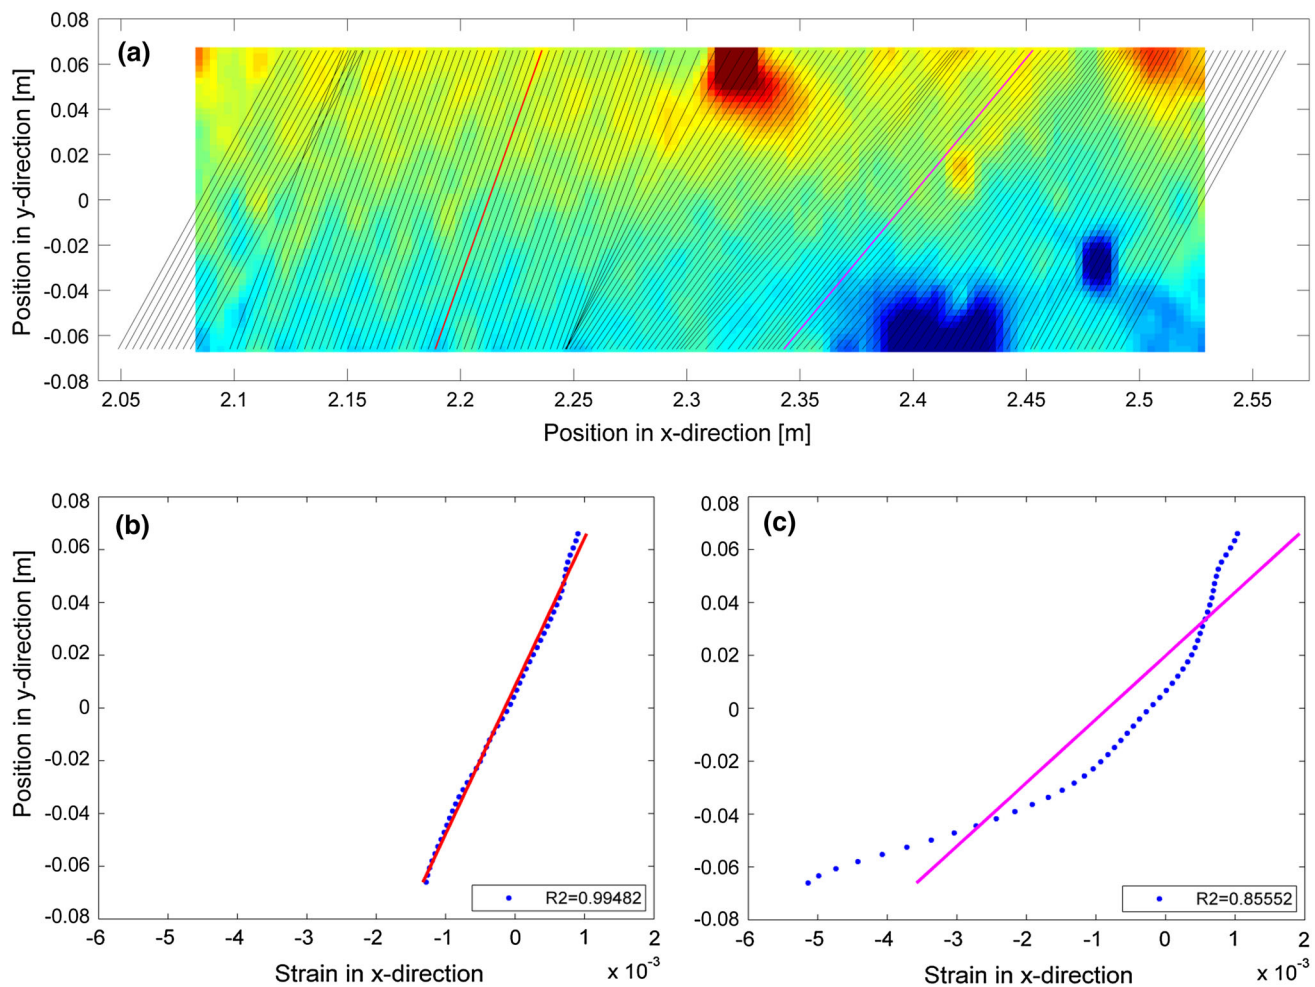 (a)
Position in y-direction [m]
0.08
0.06
0.04
0.02
0
-0.02
-0.04
-0.06
-0.08
2.05 2.1 2.15 2.2 2.25 2.3 2.35 2.4 2.45 2.5 2.55
Position in x-direction [m]
(b)
Position in y-direction [m]
0.08
0.06
0.04
0.02
0
-0.02
-0.04
-0.06
-0.08
R2=0.99482
-6 -5 -4 -3 -2 -1 0 1 2
Strain in x-direction
x 10-3
(c)
0.08
0.06
0.04
0.02
0
-0.02
-0.04
-0.06
-0.08
R2=0.85552
-6 -5 -4 -3 -2 -1 0 1 2
Strain in x-direction
x 10-3